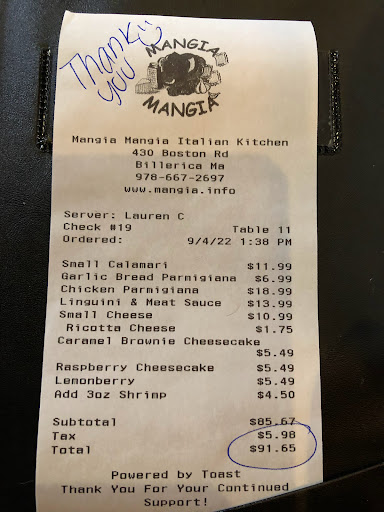 Thank
you
MANGIA
MANGIA
Mangia Mangia Italian Kitchen
430 Boston Rd
Billerica Ma
978-667-2697
www.mangia.info
Server: Lauren C
Check #19 Table 11
Ordered: 9/4/22 1:38 PM
Small Calamari $11.99
Garlic Bread Parmigiana $6.99
Chicken Parmigiana $18.99
Linguini & Meat Sauce $13.99
Small Cheese $10.99
Ricotta Cheese $1.75
Caramel Brownie Cheesecake
$5.49
Raspberry Cheesecake $5.49
Lemonberry $5.49
Add 3oz Shrimp $4.50
Subtotal $85.67
Tax $5.98
Total $91.65
Powered by Toast
Thank You For Your Continued
Support!